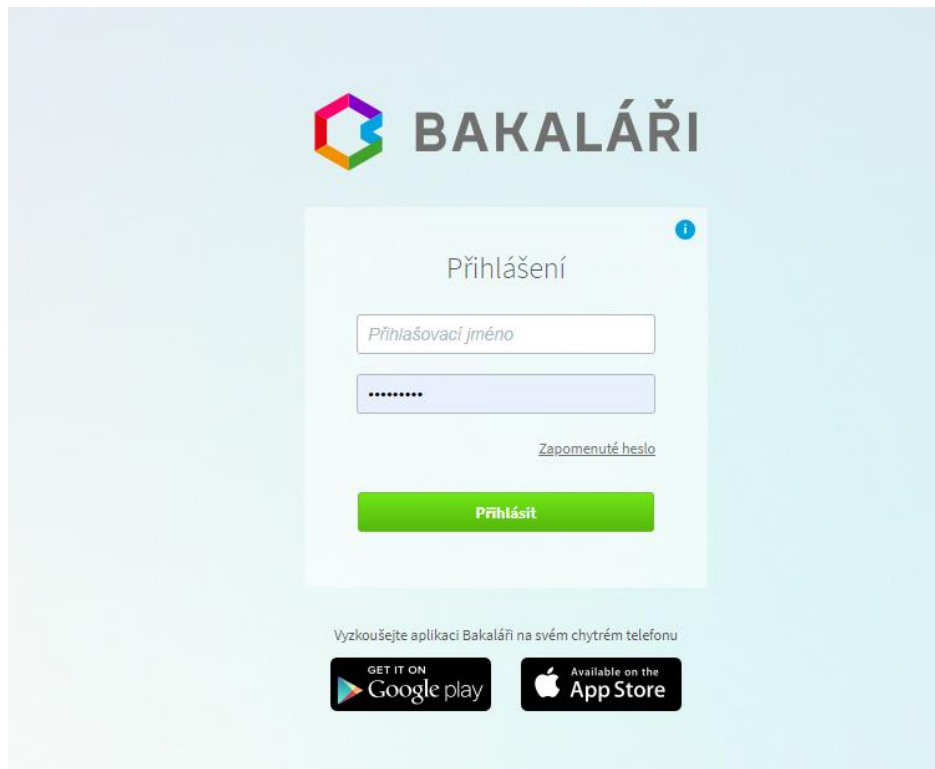 BAKALÁŘI
i
Přihlášení
Přihlašovací jméno
•••••••••
Zapomenuté heslo
Přihlásit
Vyzkoušejte aplikaci Bakaláři na svém chytrém telefonu
GET IT ON
Google play
Available on the
App Store